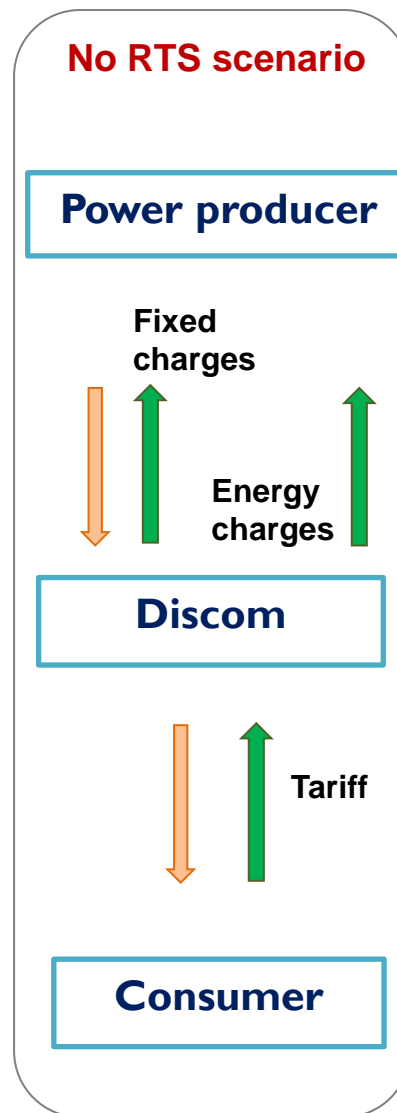 No RTS scenario
Power producer
Fixed
charges
Energy
charges
Discom
Tariff
Consumer